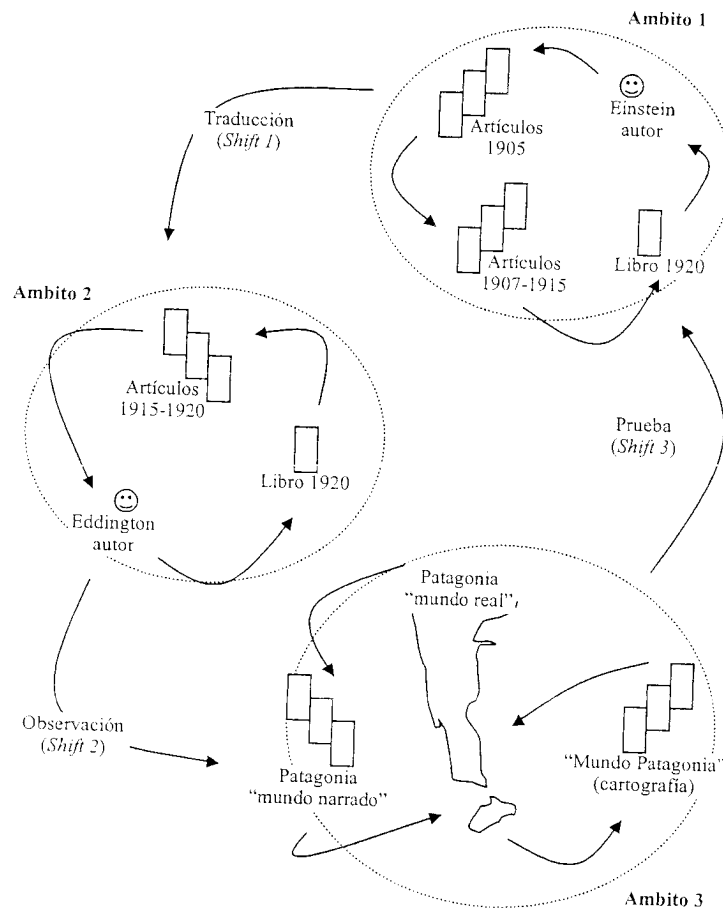 Ambito 1
Einstein
autor
Artículos
1905
Artículos
1907-1915
Libro 1920
Traducción
(Shift 1)
Ambito 2
Artículos
1915-1920
Libro 1920
Eddington
autor
Prueba
(Shift 3)
Observación
(Shift 2)
Patagonia
“mundo real”,
Patagonia
“mundo narrado”
“Mundo Patagonia”
(cartografía)
Ambito 3